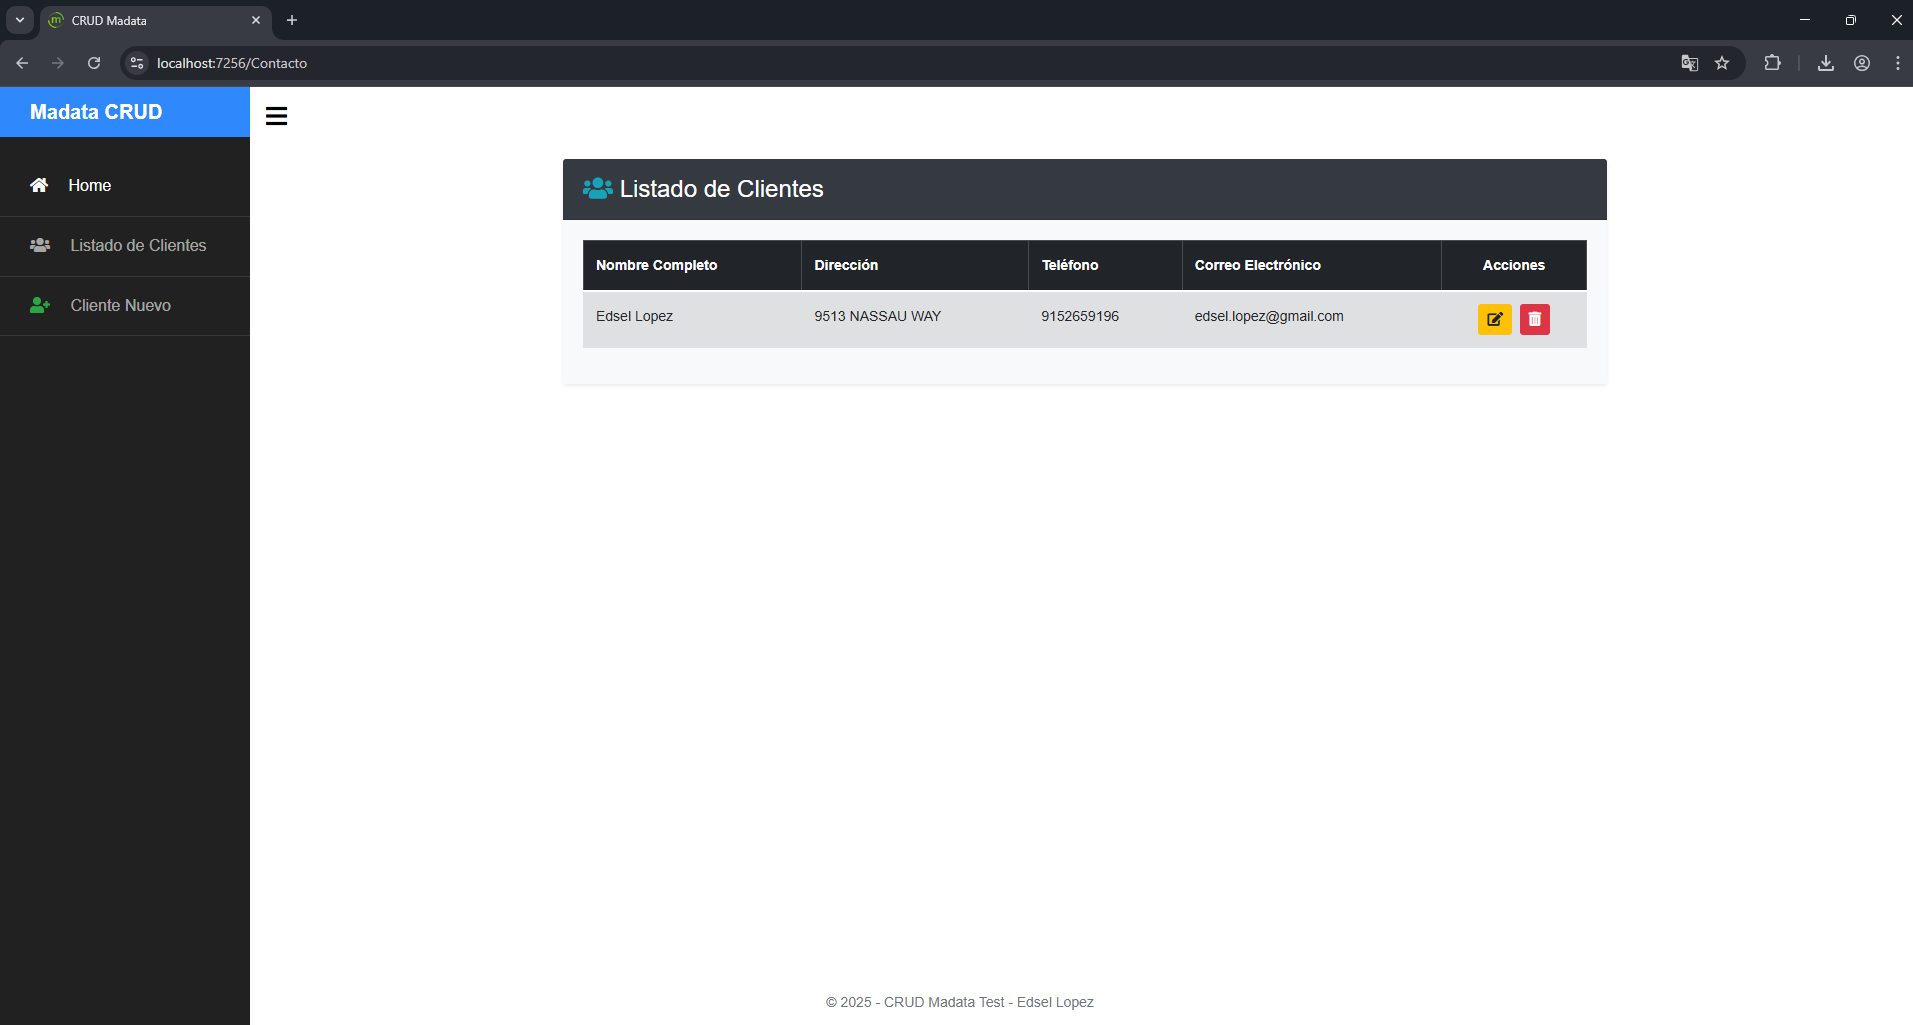 CRUD Madata
localhost:7256/Contacto
Madata CRUD
Home
Listado de Clientes
Cliente Nuevo
Listado de Clientes
Nombre Completo Dirección Teléfono Correo Electrónico Acciones
Edsel Lopez 9513 NASSAU WAY 9152659196 edsel.lopez@gmail.com
© 2025 - CRUD Madata Test - Edsel Lopez